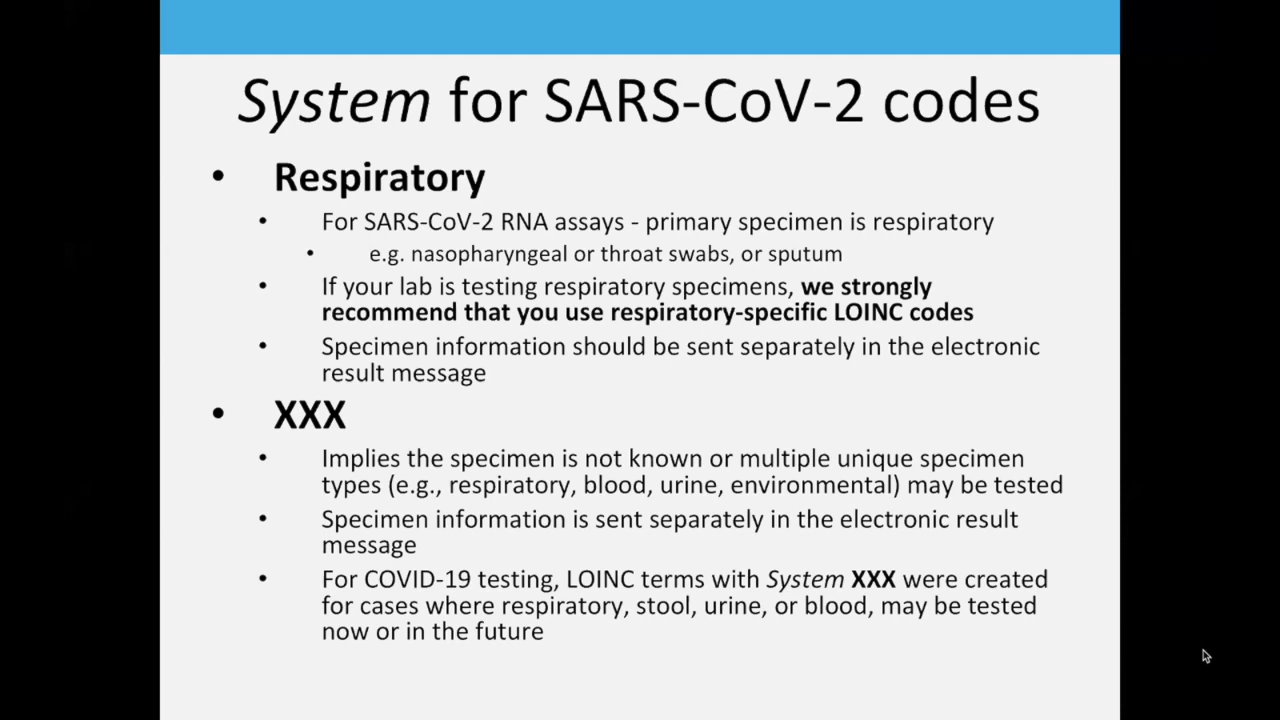 System for SARS-CoV-2 codes
• Respiratory
• For SARS-CoV-2 RNA assays - primary specimen is respiratory
• e.g. nasopharyngeal or throat swabs, or sputum
• If your lab is testing respiratory specimens, we strongly
recommend that you use respiratory-specific LOINC codes
• Specimen information should be sent separately in the electronic
result message
• XXX
• Implies the specimen is not known or multiple unique specimen
types (e.g., respiratory, blood, urine, environmental) may be tested
• Specimen information is sent separately in the electronic result
message
• For COVID-19 testing, LOINC terms with System XXX were created
for cases where respiratory, stool, urine, or blood, may be tested
now or in the future